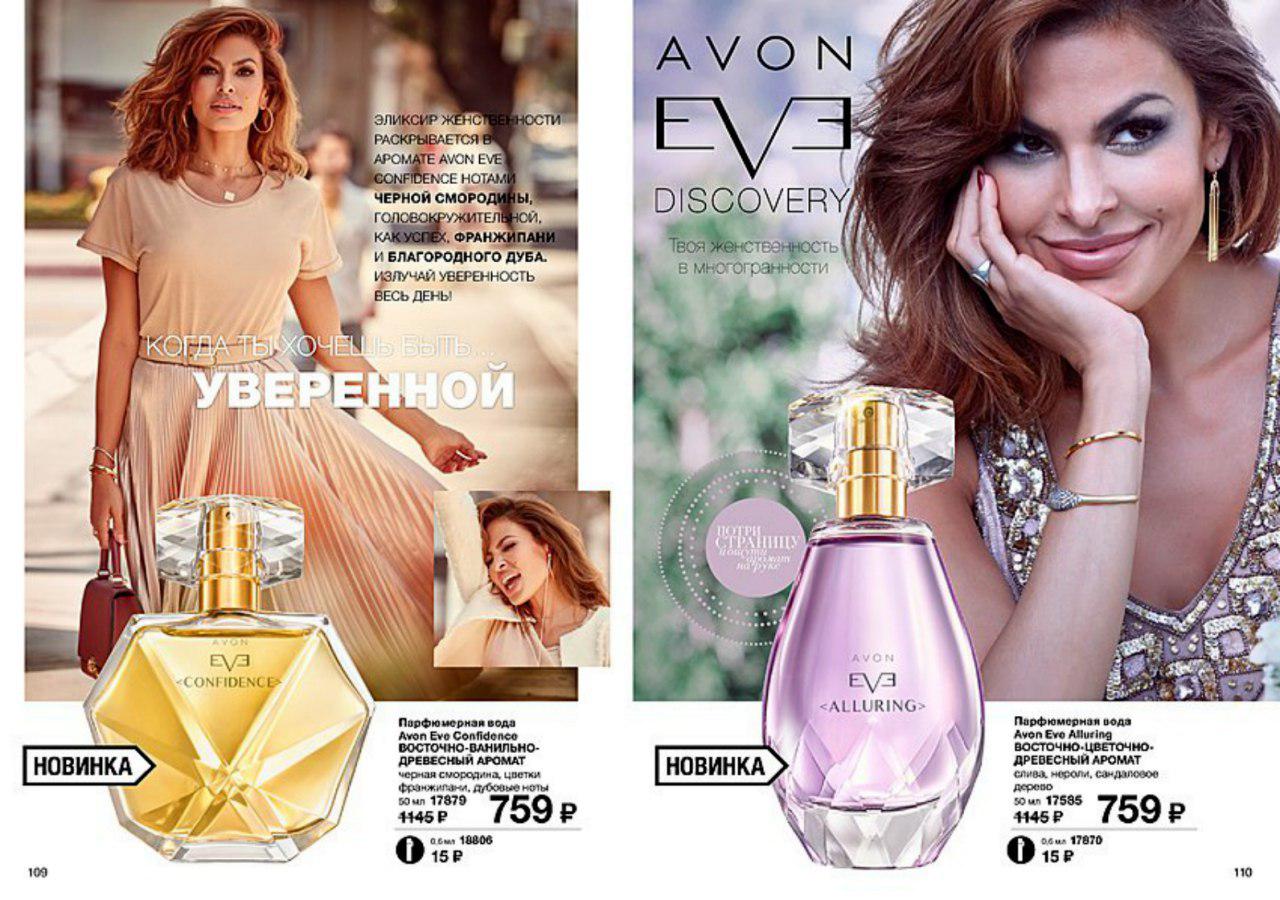 ЭЛИКСИР ЖЕНСТВЕННОСТИ
РАСКРЫВАЕТСЯ В
АРОМАТЕ AVON EVE
CONFIDENCE НОТАМИ
ЧЕРНОЙ СМОРОДИНЫ,
ГОЛОВОКРУЖИТЕЛЬНОЙ,
КАК УСПЕХ, ФРАНЖИПАНИ
И БЛАГОРОДНОГО ДУБА.
ИЗЛУЧАЙ УВЕРЕННОСТЬ
ВЕСЬ ДЕНЬ!
КОГДА ТЫ ХОЧЕШЬ БЫТЬ...
УВЕРЕННОЙ
AVON
EVE
<CONFIDENCE>
НОВИНКА
Парфюмерная вода
Avon Eve Confidence
ВОСТОЧНО-ВАНИЛЬНО-
ДРЕВЕСНЫЙ АРОМАТ
черная смородина, цветки
франжипани, дубовые ноты
50 мл 17879
1145 ₽ 759 ₽
0,6 мл 18806
15 ₽
109
AVON
EVE
DISCOVERY
Твоя женственность
в многогранности
ПОТРИ
СТРАНИЦУ
и ощути
аромат
на руке
AVON
EVE
<ALLURING>
НОВИНКА
Парфюмерная вода
Avon Eve Alluring
ВОСТОЧНО-ЦВЕТОЧНО-
ДРЕВЕСНЫЙ АРОМАТ
слива, нероли, сандаловое
дерево
50 мл 17585
1145 ₽ 759 ₽
0,6 мл 17870
15 ₽
110